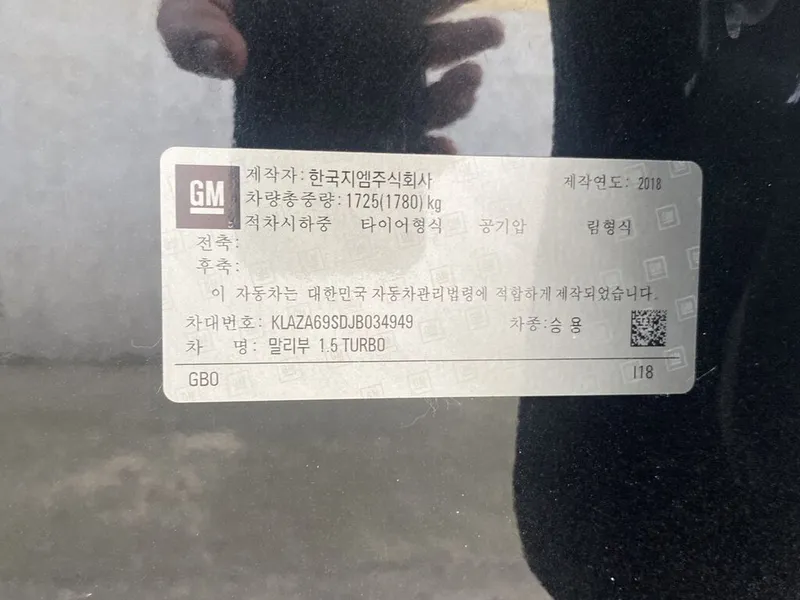 GM
제작자: 한국지엠주식회사 제작연도: 2018
차량총중량: 1725(1780) kg
적차시하중 타이어형식 공기압 림형식
전축:
후축:
이 자동차는 대한민국 자동차관리법령에 적합하게 제작되었습니다.
차대번호: KLAZA69SDJB034949 차종:승 용
차 명: 말리부 1.5 TURBO
GB0 I18